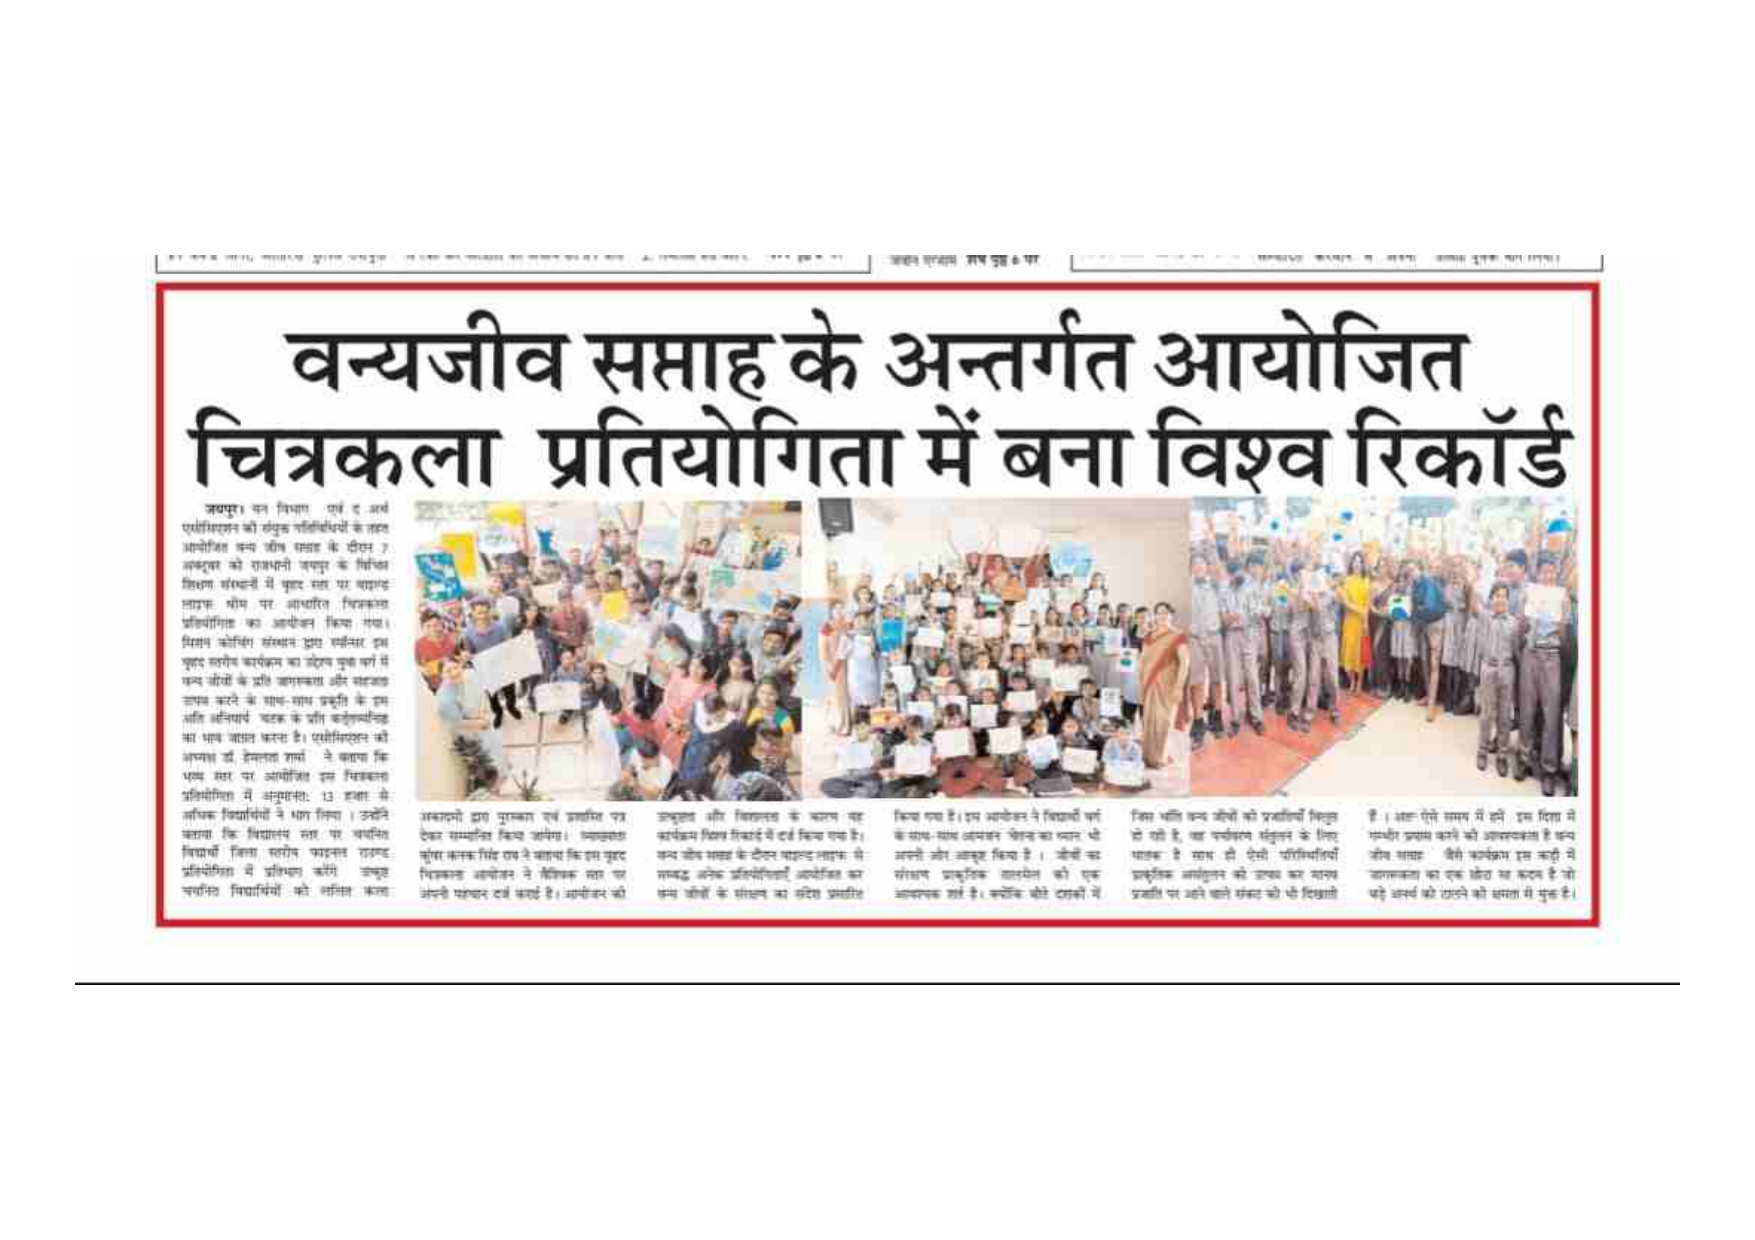 जीवन एरजाम शेष पृष्ठ 6 पर
वन्यजीव सप्ताह के अन्तर्गत आयोजित
चित्रकला प्रतियोगिता में बना विश्व रिकॉर्ड
जयपुर। वन विभाग एवं द अर्थ
एसोसिएशन की संयुक्त गतिविधियों के तहत
आयोजित वन्य जीव सप्ताह के दौरान 7
अक्टूबर को राजधानी जयपुर के विभिन्न
शिक्षण संस्थानों में वृहद स्तर पर वाइल्ड
लाइफ थीम पर आधारित चित्रकला
प्रतियोगिता का आयोजन किया गया।
मिशन कोचिंग संस्थान द्वारा स्पॉन्सर इस
वृहद स्तरीय कार्यक्रम का उद्देश्य युवा वर्ग में
वन्य जीवों के प्रति जागरूकता और सहजता
उत्पन्न करने के साथ-साथ प्रकृति के इस
अति अनिवार्य घटक के प्रति कर्तृत्वनिष्ठ
का भाव जाग्रत करना है। एसोसिएशन की
अध्यक्ष डॉ. हेमलता शर्मा ने बताया कि
भव्य स्तर पर आयोजित इस चित्रकला
प्रतियोगिता में अनुमानत: 13 हजार से
अधिक विद्यार्थियों ने भाग लिया । उन्होंने
बताया कि विद्यालय स्तर पर चयनित
विद्यार्थी जिला स्तरीय फाइनल राउण्ड
प्रतियोगिता में प्रतिभाग करेंगे उत्कृष्ठ
चयनित विद्यार्थियों को ललित कला
अकादमी द्वारा पुरस्कार एवं प्रशस्ति पत्र
देकर सम्मानित किया जायेगा। व्याख्याता
कुंवर कनक सिंह राव ने बताया कि इस वृहद
चित्रकला आयोजन ने वैश्विक स्तर पर
अपनी पहचान दर्ज कराई है। आयोजन की
उत्कृष्टता और विशालता के कारण यह
कार्यक्रम विश्व रिकार्ड में दर्ज किया गया है।
वन्य जीव सप्ताह के दौरान वाइल्ड लाइफ से
सम्बद्ध अनेक प्रतियोगिताएँ आयोजित कर
वन्य जीवों के संरक्षण का संदेश प्रसारित
किया गया है। इस आयोजन ने विद्यार्थी वर्ग
के साथ-साथ आमजन चेतना का ध्यान भी
अपनी ओर आकृष्ट किया है । जीवों का
संरक्षण प्राकृतिक तालमेल की एक
आवश्यक शर्त है। क्योंकि बीते दशकों में
जिस भांति वन्य जीवों की प्रजातियाँ विलुप्त
हो रही है, वह पर्यावरण संतुलन के लिए
घातक है साथ ही ऐसी परिस्थितियाँ
प्राकृतिक असंतुलन को उत्पन्न कर मानव
प्रजाति पर आने वाले संकट को भी दिखाती
है । अतः ऐसे समय में हमें इस दिशा में
गम्भीर प्रयास करने की आवश्यकता है वन्य
जीव सप्ताह जैसे कार्यक्रम इस कड़ी में
जागरूकता का एक छोटा सा कदम है जो
बड़े अनर्थ को टालने की क्षमता से युक्त है।